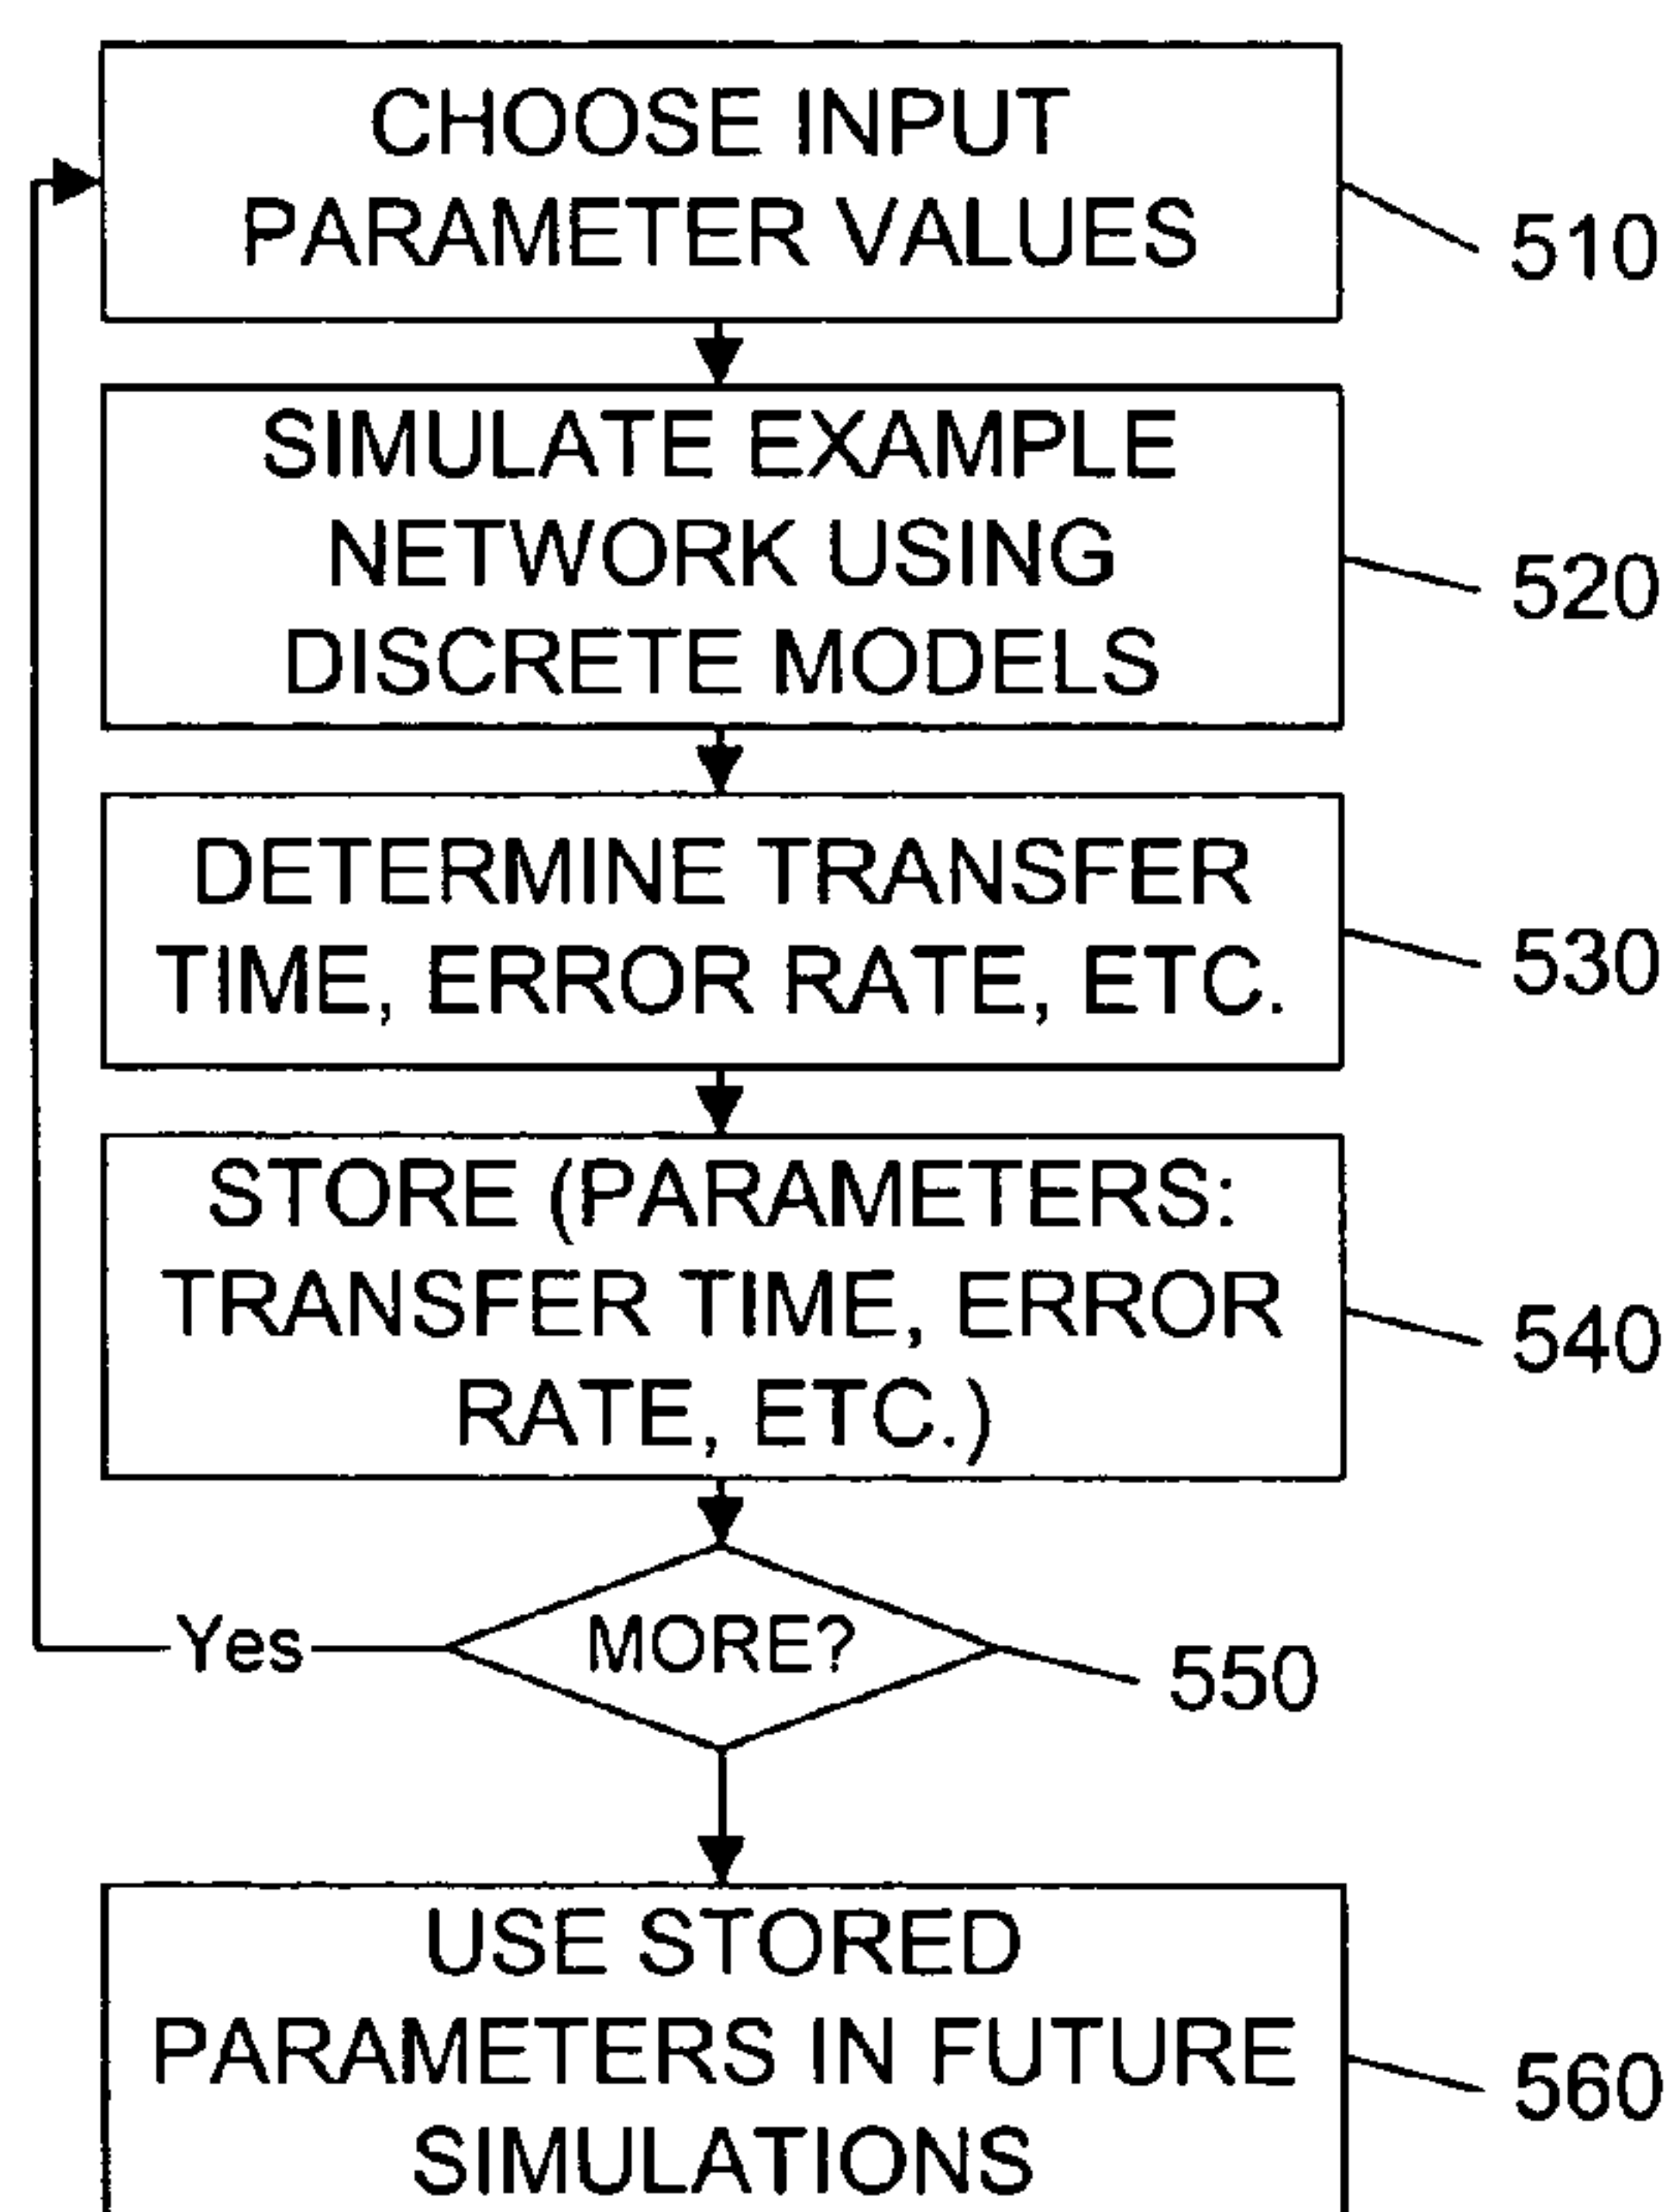 CHOOSE INPUT
PARAMETER VALUES
510
SIMULATE EXAMPLE
NETWORK USING
DISCRETE MODELS
520
DETERMINE TRANSFER
TIME, ERROR RATE, ETC.
530
STORE (PARAMETERS:
TRANSFER TIME, ERROR
RATE, ETC.)
540
Yes
MORE?
550
USE STORED
PARAMETERS IN FUTURE
SIMULATIONS
560